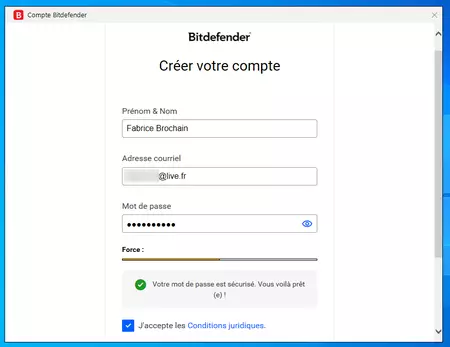 B Compte Bitdefender
Bitdefender
Créer votre compte
Prénom & Nom
Fabrice Brochain
Adresse courriel
@live.fr
Mot de passe
••••••••••
Force :
Votre mot de passe est sécurisé. Vous voilà prêt
(e) !
J'accepte les Conditions juridiques.